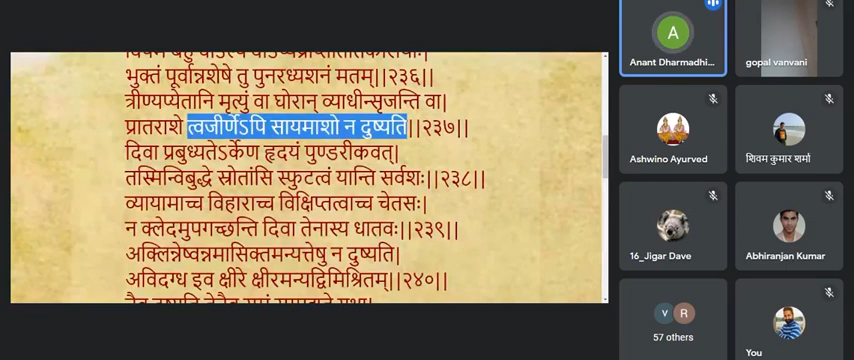 भुक्तं पूर्वान्नशेषे तु पुनरध्यशनं मतम्||२३६||
त्रीण्यप्येतानि मृत्युं वा घोरान् व्याधीन्सृजन्ति वा|
प्रातराशे त्वजीर्णेऽपि सायमाशो न दुष्यति||२३७||
दिवा प्रबुध्यतेऽर्केण हृदयं पुण्डरीकवत्|
तस्मिन्विबुद्धे स्रोतांसि स्फुटत्वं यान्ति सर्वशः||२३८||
व्यायामाच्च विहाराच्च विक्षिप्तत्वाच्च चेतसः|
न क्लेदमुपगच्छन्ति दिवा तेनास्य धातवः||२३९||
अक्लिन्नेष्वन्नमासिक्तमन्यत्तेषु न दुष्यति|
अविदग्ध इव क्षीरे क्षीरमन्यद्विमिश्रितम्||२४०||
A
Anant Dharmadhi...
gopal vanvani
Ashwino Ayurved
शिवम कुमार शर्मा
16_Jigar Dave
Abhiranjan Kumar
V R
57 others
You